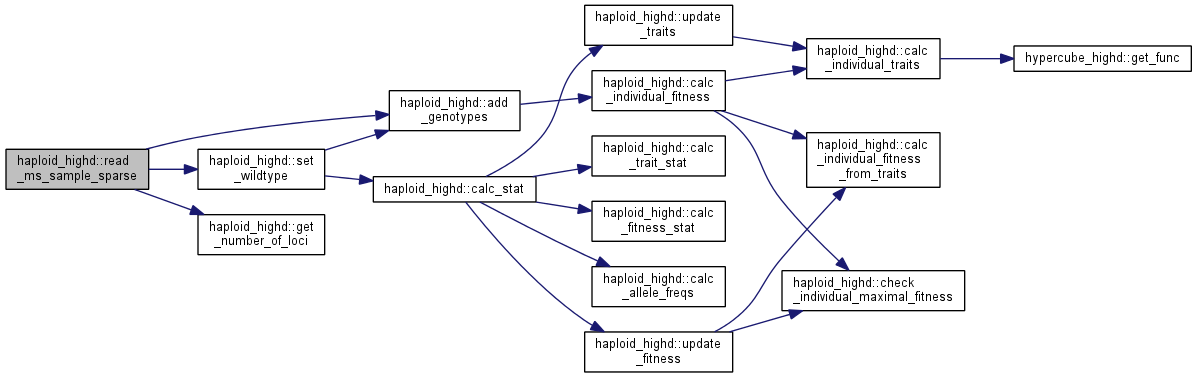 haploid_highd::read
_ms_sample_sparse
haploid_highd::set
_wildtype
haploid_highd::get
_number_of_loci
haploid_highd::add
_genotypes
haploid_highd::calc_stat
haploid_highd::update
_traits
haploid_highd::calc
_individual_fitness
haploid_highd::calc
_trait_stat
haploid_highd::calc
_fitness_stat
haploid_highd::calc
_allele_freqs
haploid_highd::update
_fitness
haploid_highd::calc
_individual_traits
haploid_highd::calc
_individual_fitness
_from_traits
haploid_highd::check
_individual_maximal_fitness
hypercube_highd::get_func